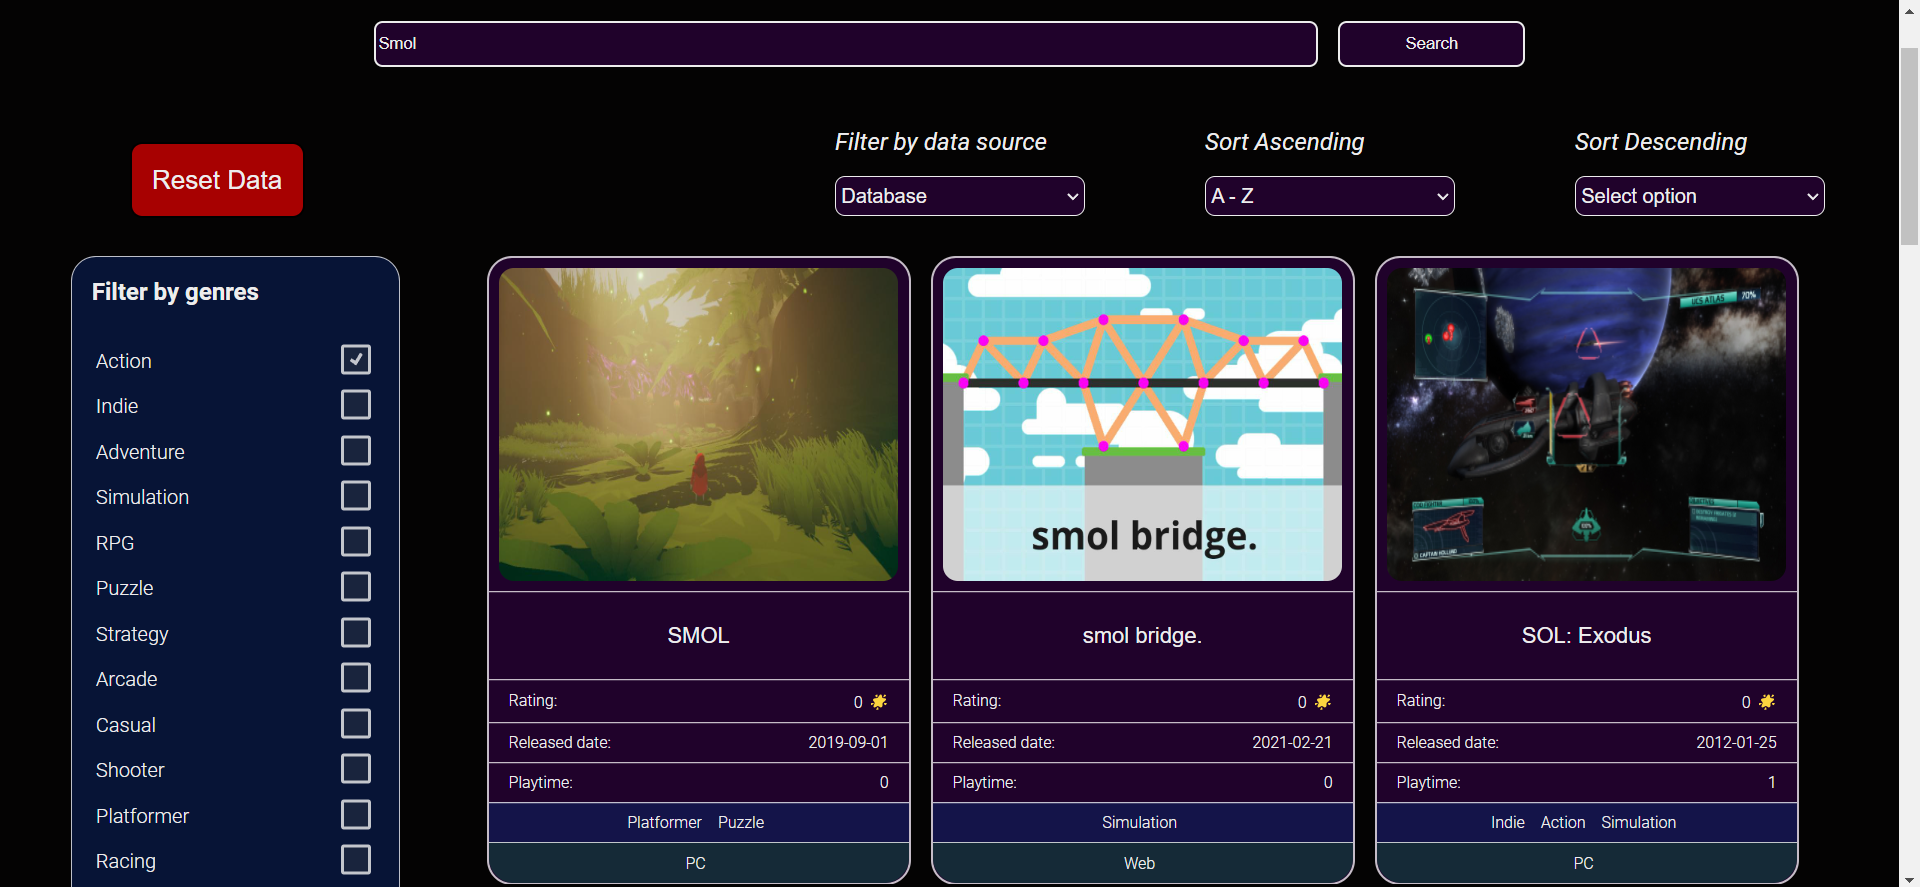 Smol
Search
Reset Data
Filter by data source
Sort Ascending
Sort Descending
Database
A - Z
Select option
Filter by genres
Action
Indie
Adventure
Simulation
RPG
Puzzle
Strategy
Arcade
Casual
Shooter
Platformer
Racing
SMOL
Rating:
0
Released date:
2019-09-01
Playtime:
0
Platformer Puzzle
PC
smol bridge.
smol bridge.
Rating:
0
Released date:
2021-02-21
Playtime:
0
Simulation
Web
UCS ATLAS 70%
SOL: Exodus
Rating:
0
Released date:
2012-01-25
Playtime:
1
Indie Action Simulation
PC